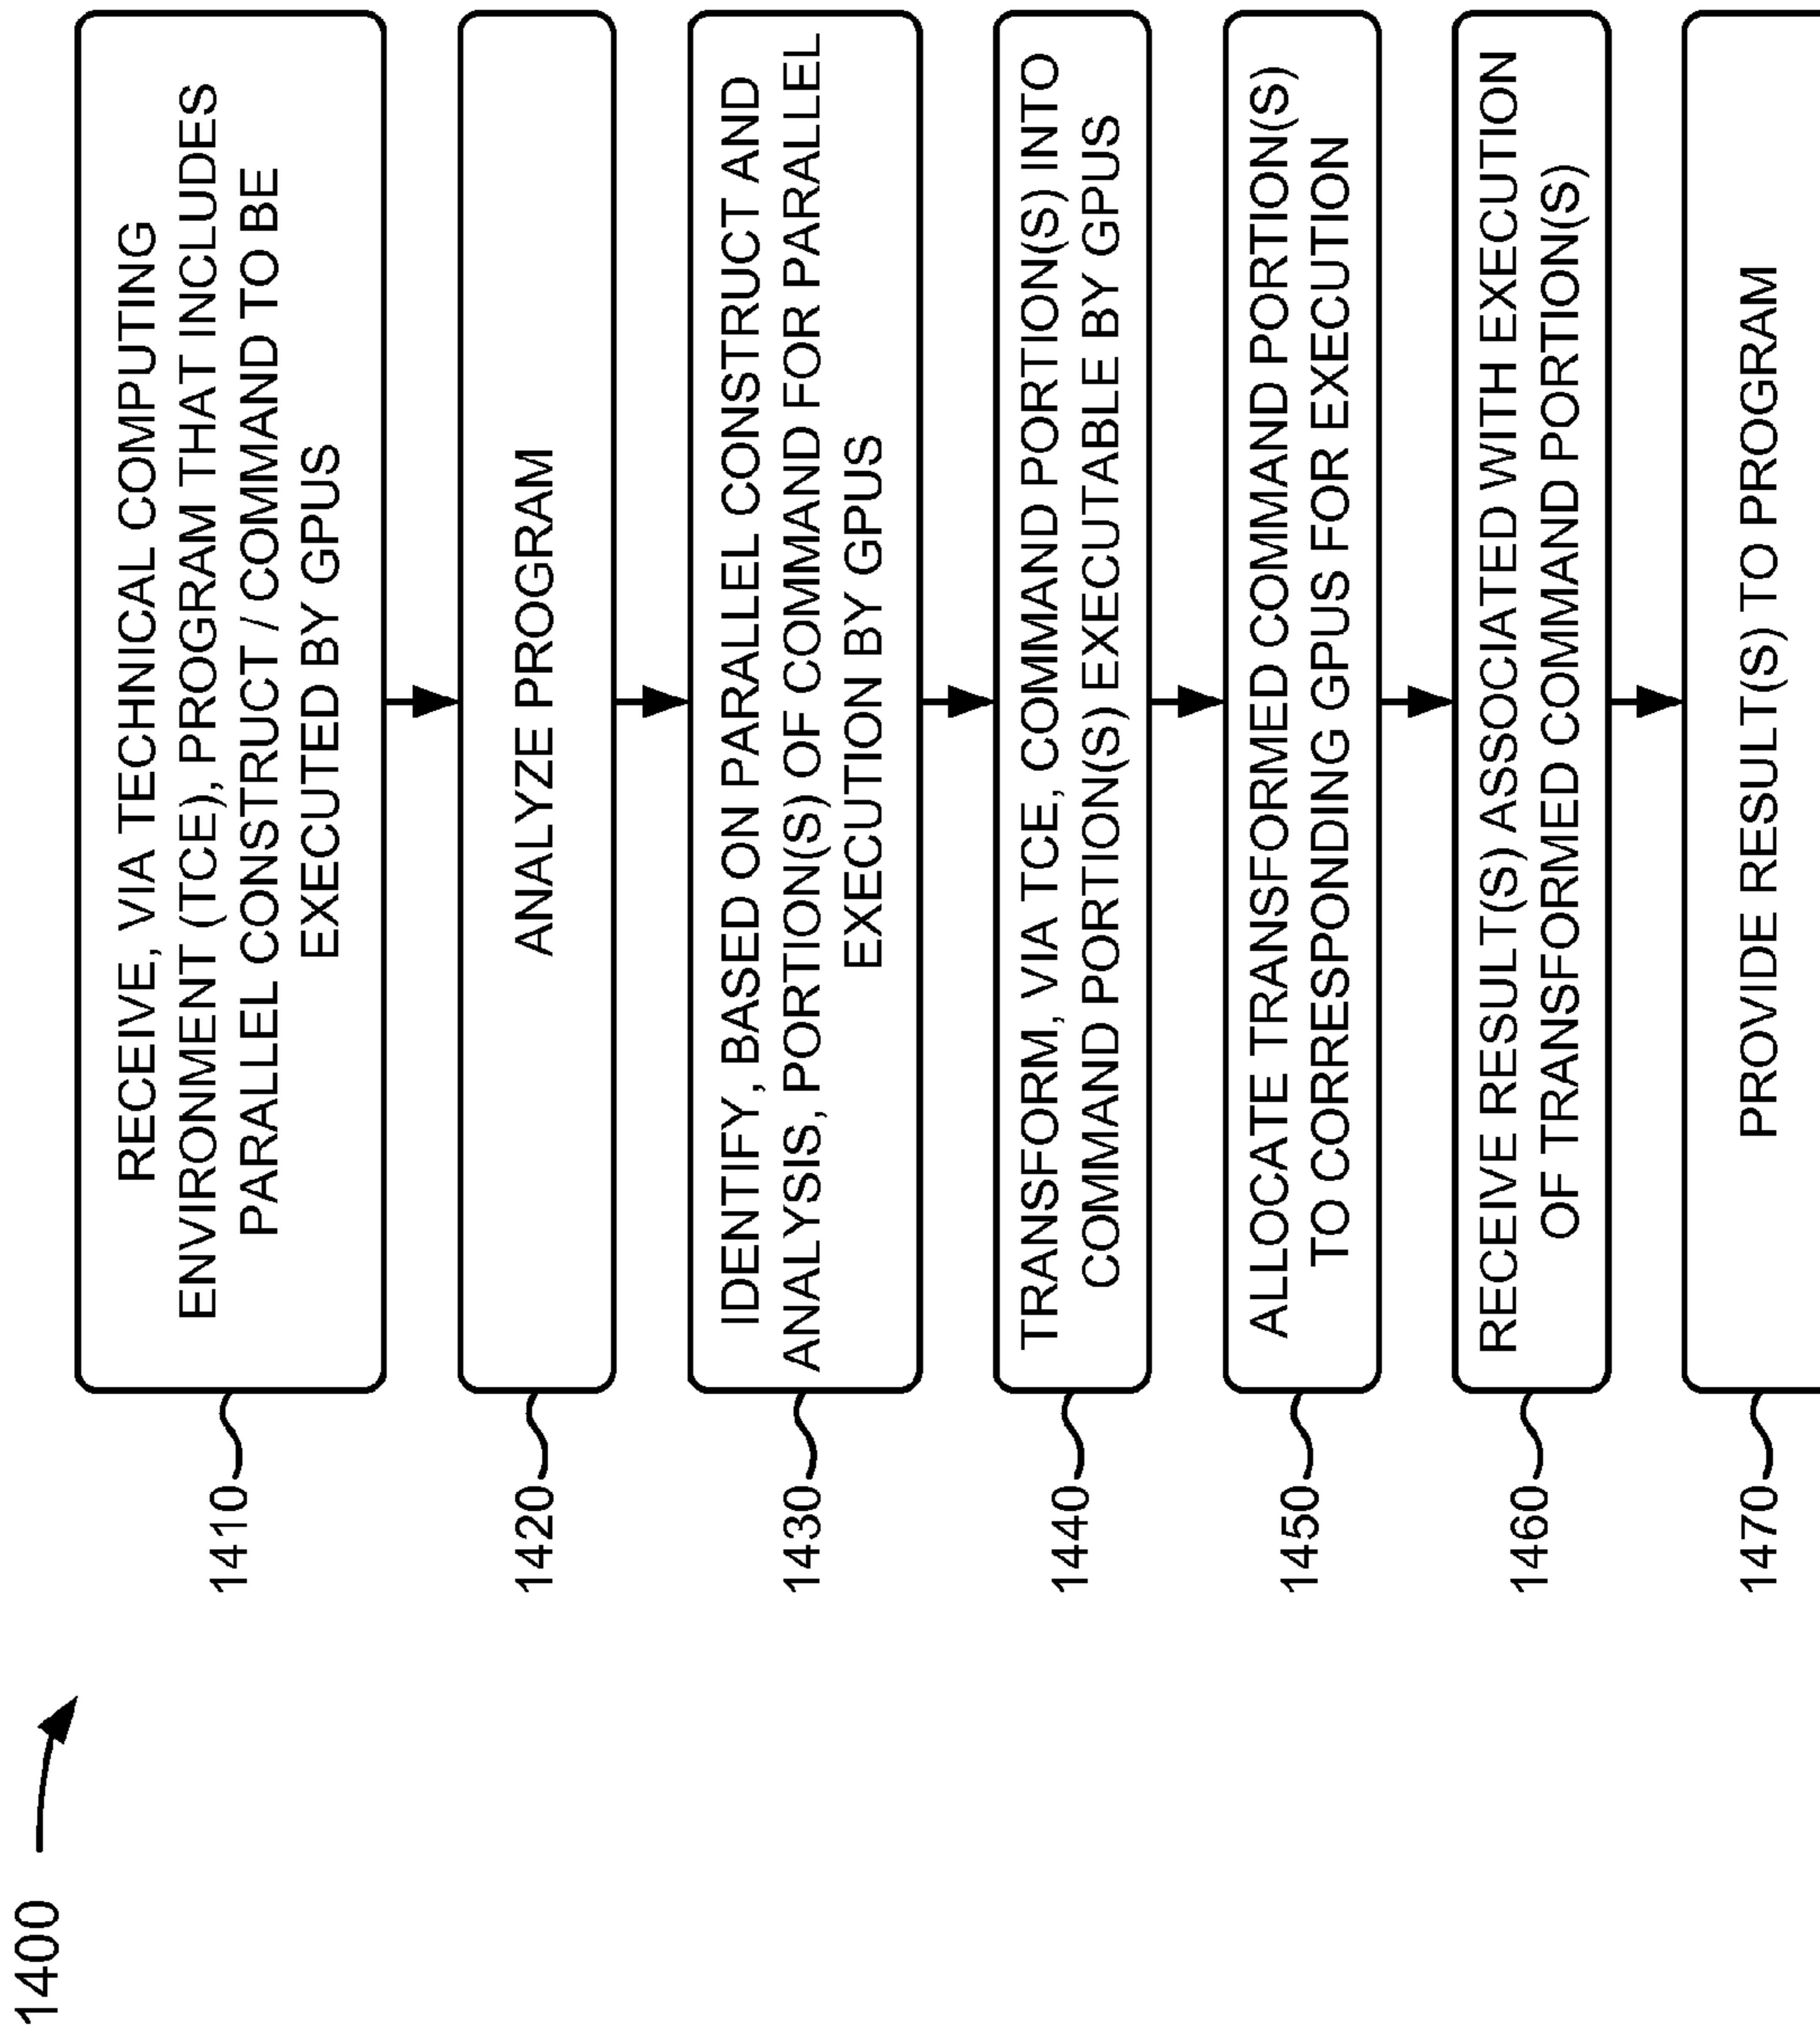 1400
1410
RECEIVE, VIA TECHNICAL COMPUTING
ENVIRONMENT (TCE), PROGRAM THAT INCLUDES
PARALLEL CONSTRUCT / COMMAND TO BE
EXECUTED BY GPUS
1420
ANALYZE PROGRAM
1430
IDENTIFY, BASED ON PARALLEL CONSTRUCT AND
ANALYSIS, PORTION(S) OF COMMAND FOR PARALLEL
EXECUTION BY GPUS
1440
TRANSFORM, VIA TCE, COMMAND PORTION(S) INTO
COMMAND PORTION(S) EXECUTABLE BY GPUS
1450
ALLOCATE TRANSFORMED COMMAND PORTION(S)
TO CORRESPONDING GPUS FOR EXECUTION
1460
RECEIVE RESULT(S) ASSOCIATED WITH EXECUTION
OF TRANSFORMED COMMAND PORTION(S)
1470
PROVIDE RESULT(S) TO PROGRAM